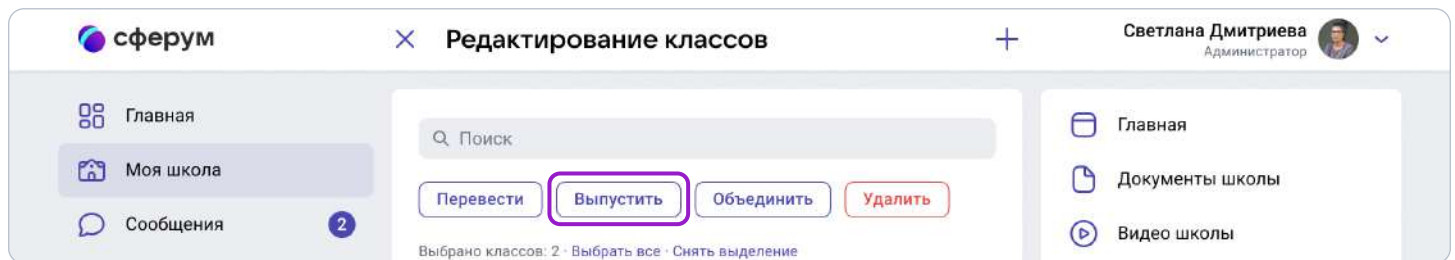 сферум
Редактирование классов
Светлана Дмитриева
Администратор
Главная
Моя школа
Сообщения 2
Поиск
Перевести Выпустить Объединить Удалить
Выбрано классов: 2 · Выбрать все · Снять выделение
Главная
Документы школы
Видео школы